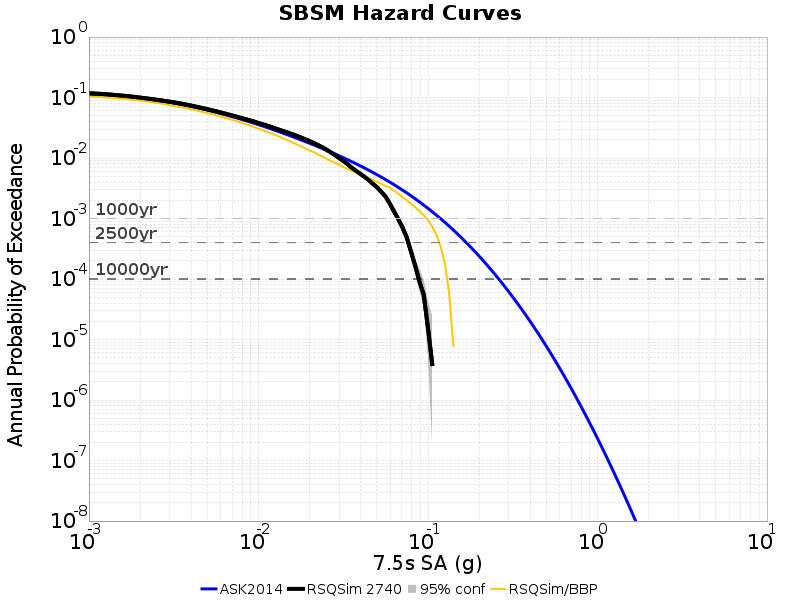 SBSM Hazard Curves
Annual Probability of Exceedance
10^0
10^-1
10^-2
10^-3
10^-4
10^-5
10^-6
10^-7
10^-8
1000yr
2500yr
10000yr
10^-3 10^-2 10^-1 10^0 10^1
7.5s SA (g)
ASK2014 RSQSim 2740 95% conf RSQSim/BBP